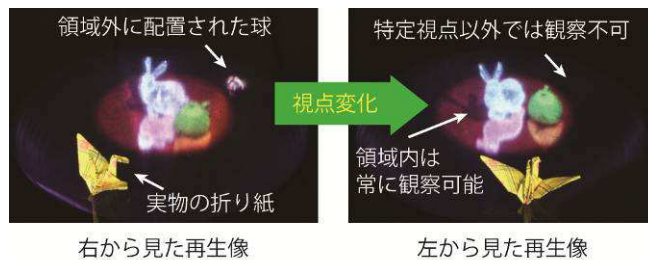 領域外に配置された球
実物の折り紙
右から見た再生像
視点変化
特定視点以外では観察不可
領域内は
常に観察可能
左から見た再生像